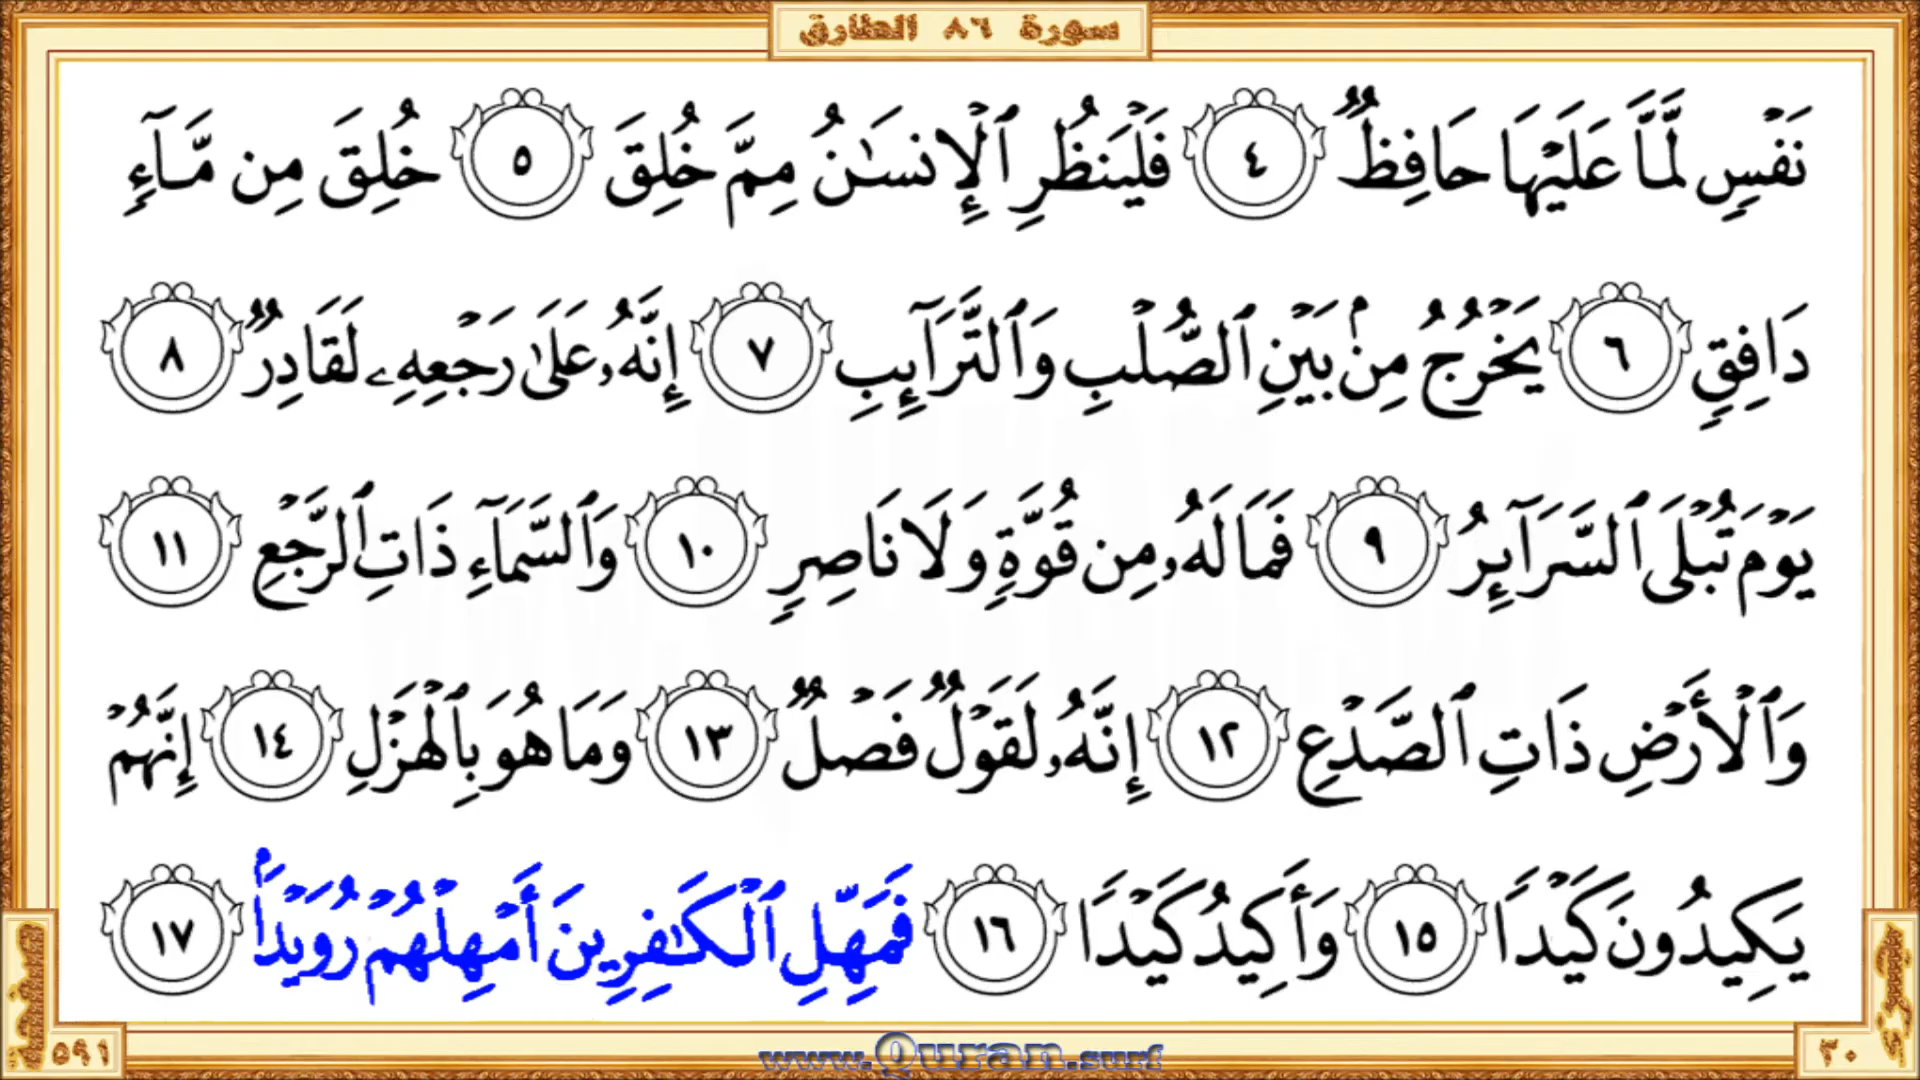 سورة ٨٦ الطارق
نَفْسٍ لَّمَّا عَلَيْهَا حَافِظٌ ٤ فَلْيَنظُرِ ٱلْإِنسَـٰنُ مِمَّ خُلِقَ ٥ خُلِقَ مِن مَّآءٍ
دَافِقٍ ٦ يَخْرُجُ مِنۢ بَيْنِ ٱلصُّلْبِ وَٱلتَّرَآئِبِ ٧ إِنَّهُۥ عَلَىٰ رَجْعِهِۦ لَقَادِرٌ ٨
يَوْمَ تُبْلَى ٱلسَّرَآئِرُ ٩ فَمَا لَهُۥ مِن قُوَّةٍ وَلَا نَاصِرٍ ١٠ وَٱلسَّمَآءِ ذَاتِ ٱلرَّجْعِ ١١
وَٱلْأَرْضِ ذَاتِ ٱلصَّدْعِ ١٢ إِنَّهُۥ لَقَوْلٌ فَصْلٌ ١٣ وَمَا هُوَ بِٱلْهَزْلِ ١٤ إِنَّهُمْ
يَكِيدُونَ كَيْدًا ١٥ وَأَكِيدُ كَيْدًا ١٦ فَمَهِّلِ ٱلْكَـٰفِرِينَ أَمْهِلْهُمْ رُوَيْدًۢا ١٧
صفحة ٥٩١
www.Quran.surf
٣٠